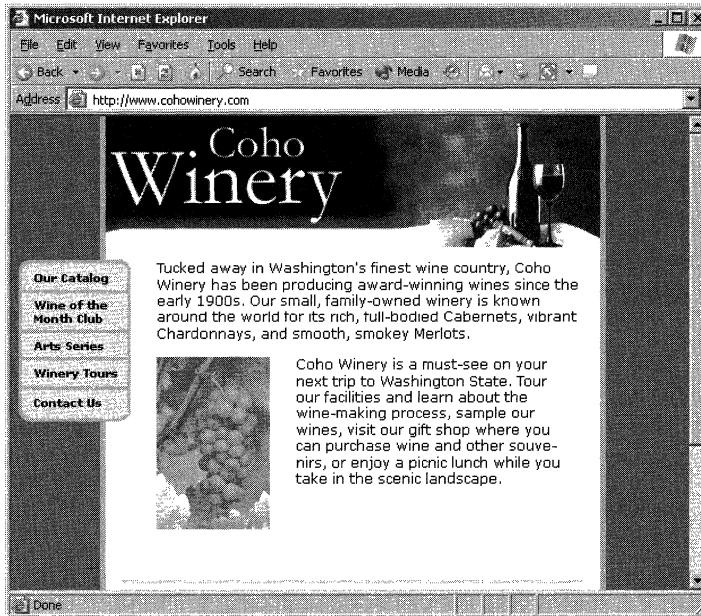 Microsoft Internet Explorer
File Edit View Favorites Tools Help
Back Search Favorites Media
Address http://www.cohowinery.com
Coho
Winery
Our Catalog
Wine of the
Month Club
Arts Series
Winery Tours
Contact Us
Tucked away in Washington's finest wine country, Coho
Winery has been producing award-winning wines since the
early 1900s. Our small, family-owned winery is known
around the world for its rich, full-bodied Cabernets, vibrant
Chardonnays, and smooth, smokey Merlots.
Coho Winery is a must-see on your
next trip to Washington State. Tour
our facilities and learn about the
wine-making process, sample our
wines, visit our gift shop where you
can purchase wine and other souve-
nirs, or enjoy a picnic lunch while you
take in the scenic landscape.
Done